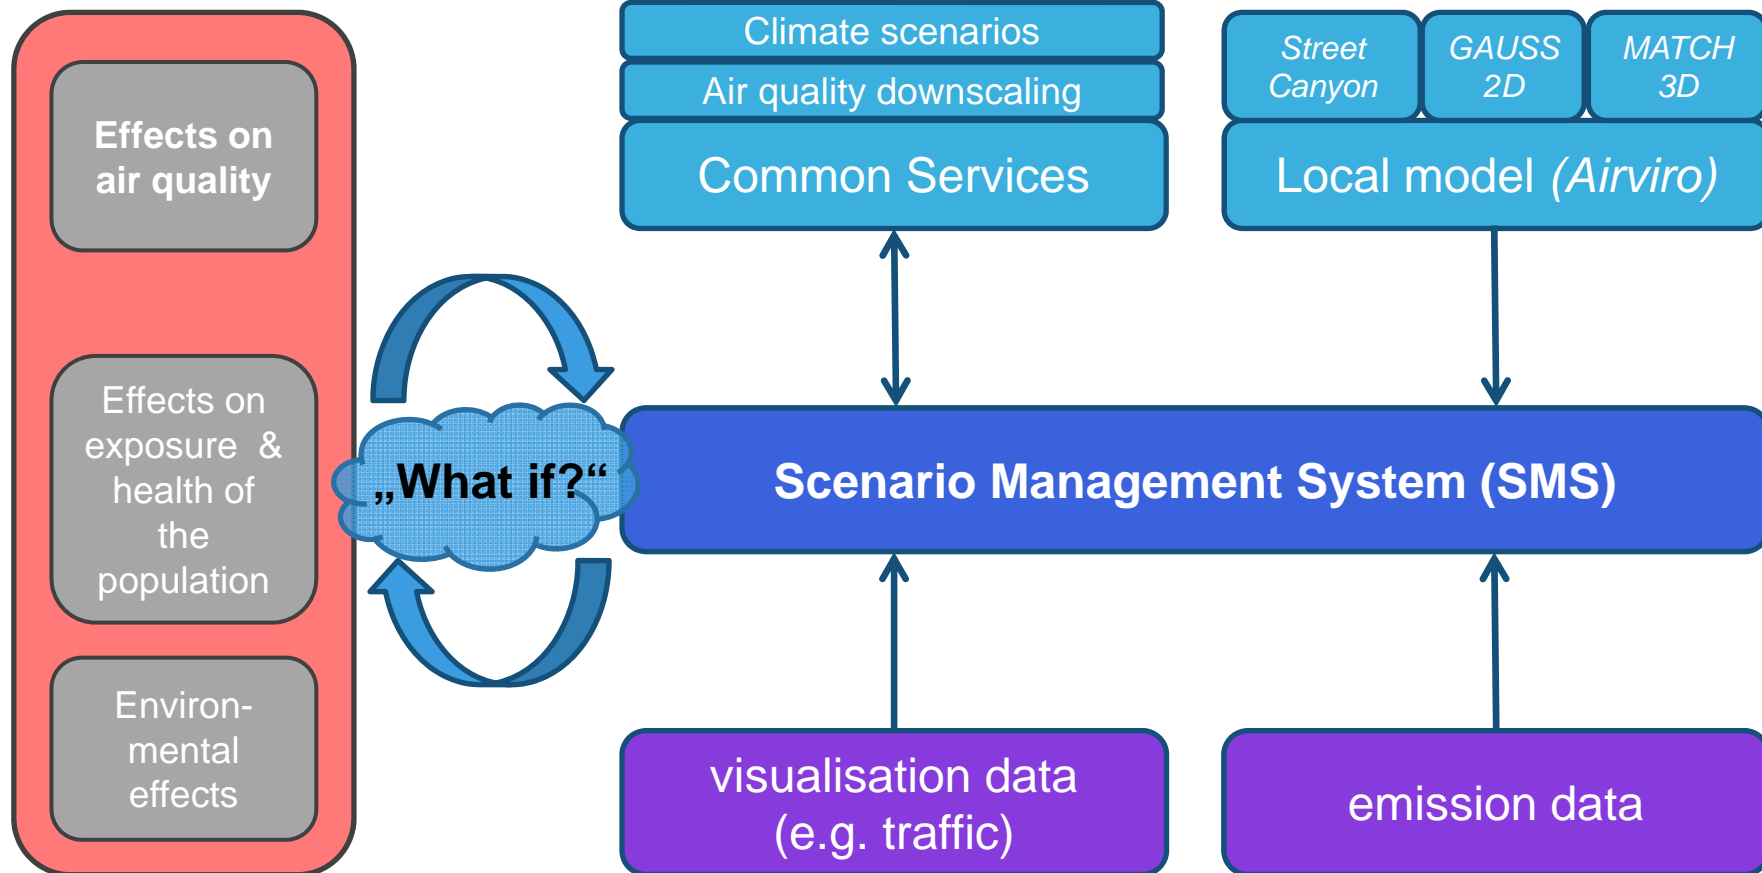 Effects on
air quality
Effects on
exposure & 
health of
the
population
Environ-
mental
effects
„What if?“
Climate scenarios
Air quality downscaling
Common Services
Street
Canyon
GAUSS
2D
MATCH
3D
Local model (Airviro)
Scenario Management System (SMS)
visualisation data
(e.g. traffic)
emission data